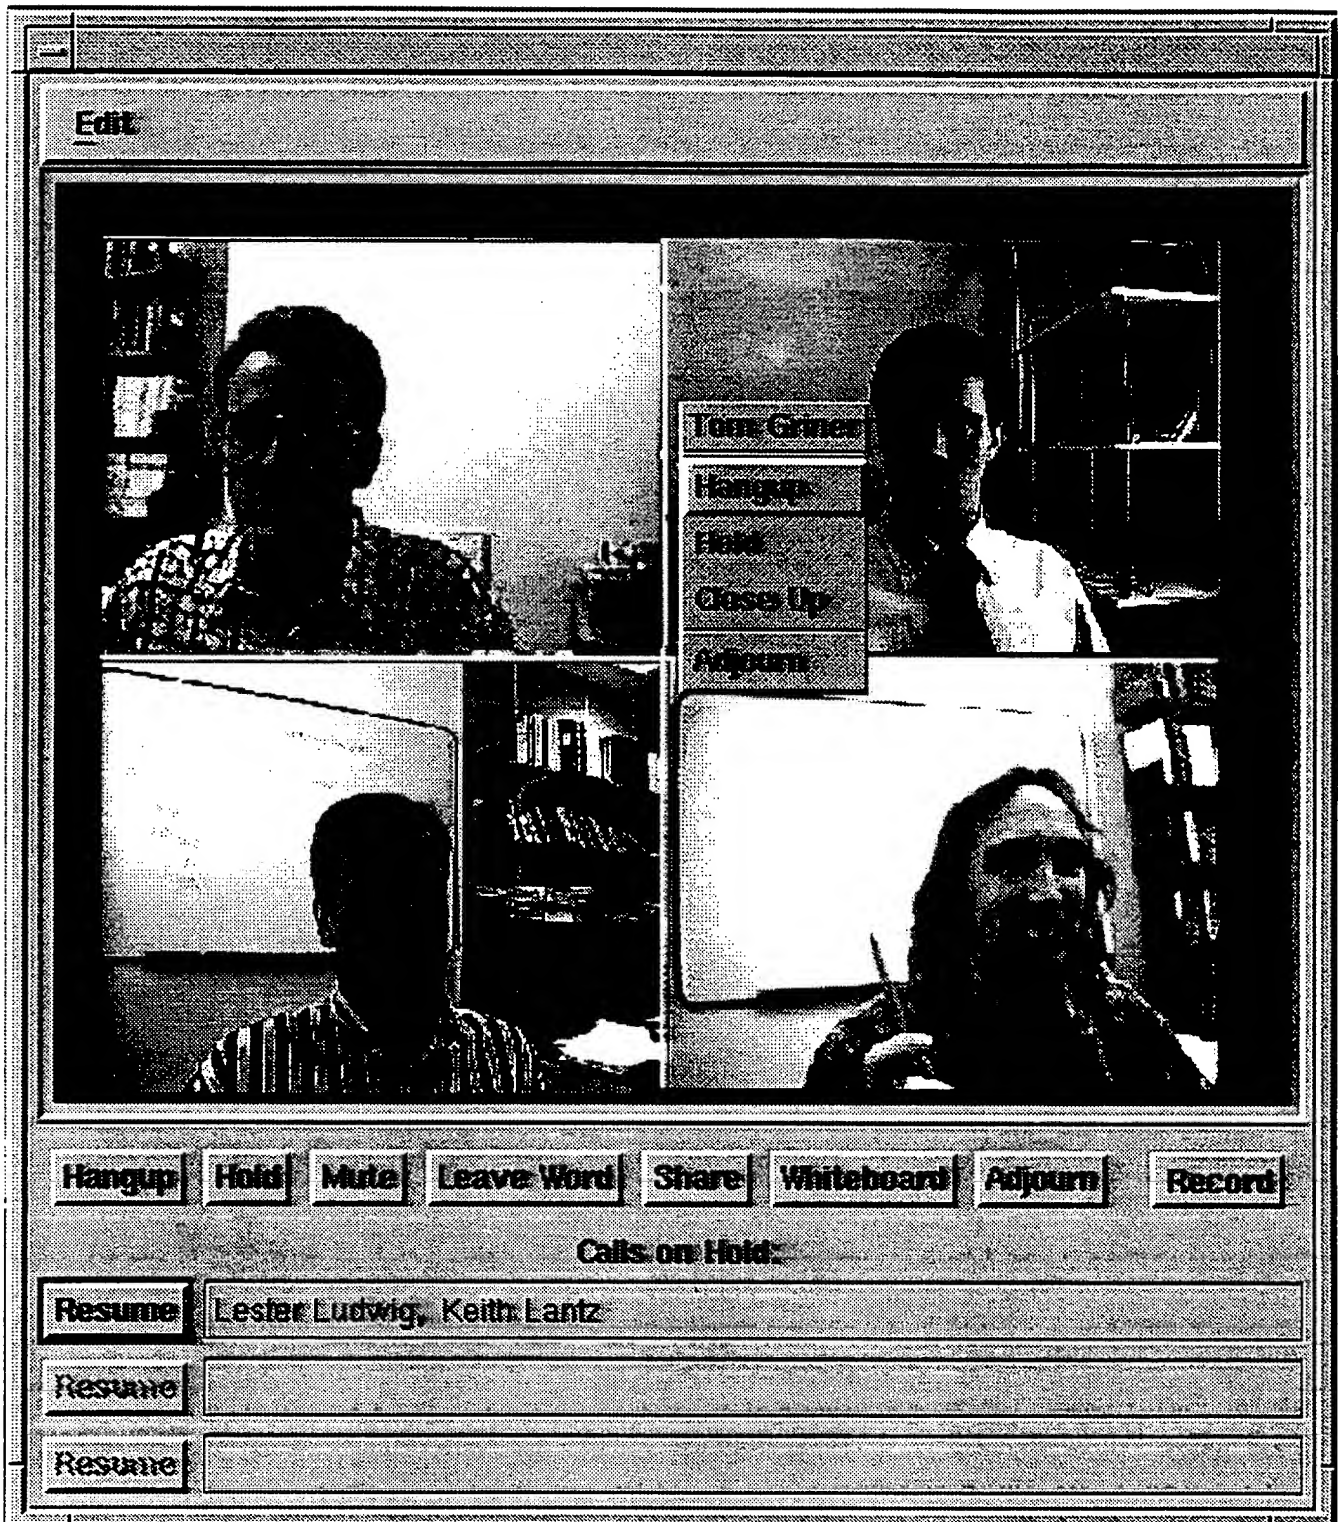 Edit
Tom Griner
Hangup
Hold
Close Up
Adjourn
Hangup Hold Mute Leave Word Share Whiteboard Adjourn Record
Calls on Hold:
Resume Lester Ludwig, Keith Lantz
Resume
Resume